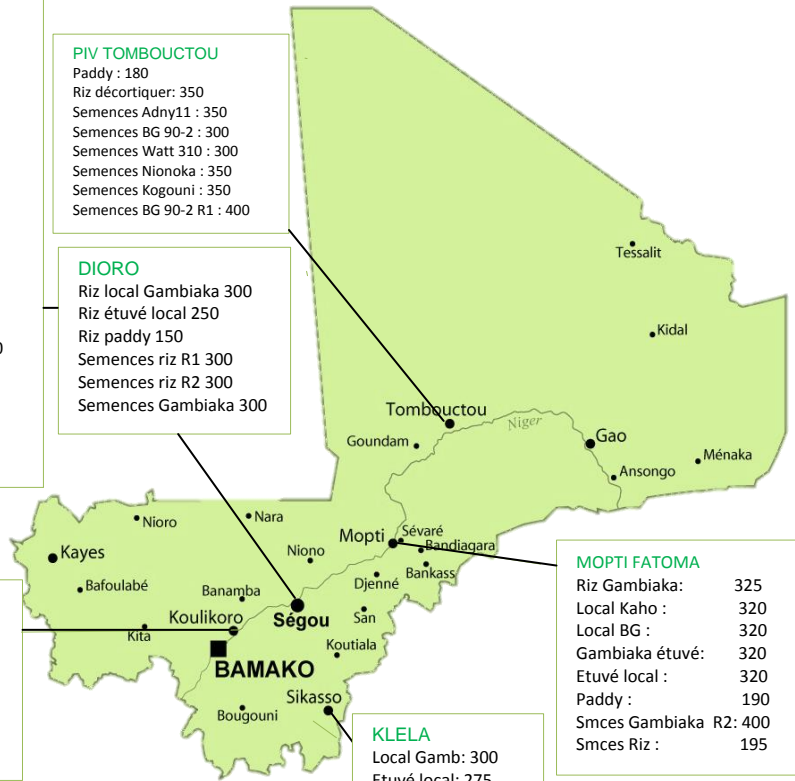 PIV TOMBOUCTOU
Paddy : 180
Riz décortiquer: 350
Semences Adny11 : 350
Semences BG 90-2 : 300
Semences Watt 310 : 300
Semences Nionoka : 350
Semences Kogouni : 350
Semences BG 90-2 R1 : 400
DIORO
Riz local Gambiaka 300
Riz étuvé local 250
Riz paddy 150
Semences riz R1 300
Semences riz R2 300
Semences Gambiaka 300
Tessalit
Kidal
Tombouctou
Niger
Goundam
Gao
Ménaka
Ansongo
Nioro
Nara
Mopti
Sévaré
Bandiagara
Kayes
Niono
Bankass
Bafoulabé
Djenné
Banamba
Koulikoro
Ségou
San
Kita
Koutiala
BAMAKO
Sikasso
Bougouni
MOPTI FATOMA
Riz Gambiaka: 325
Local Kaho : 320
Local BG : 320
Gambiaka étuvé: 320
Etuvé local : 320
Paddy : 190
Smces Gambiaka R2: 400
Smces Riz : 195
KLELA
Local Gamb: 300
Etuvé local: 275